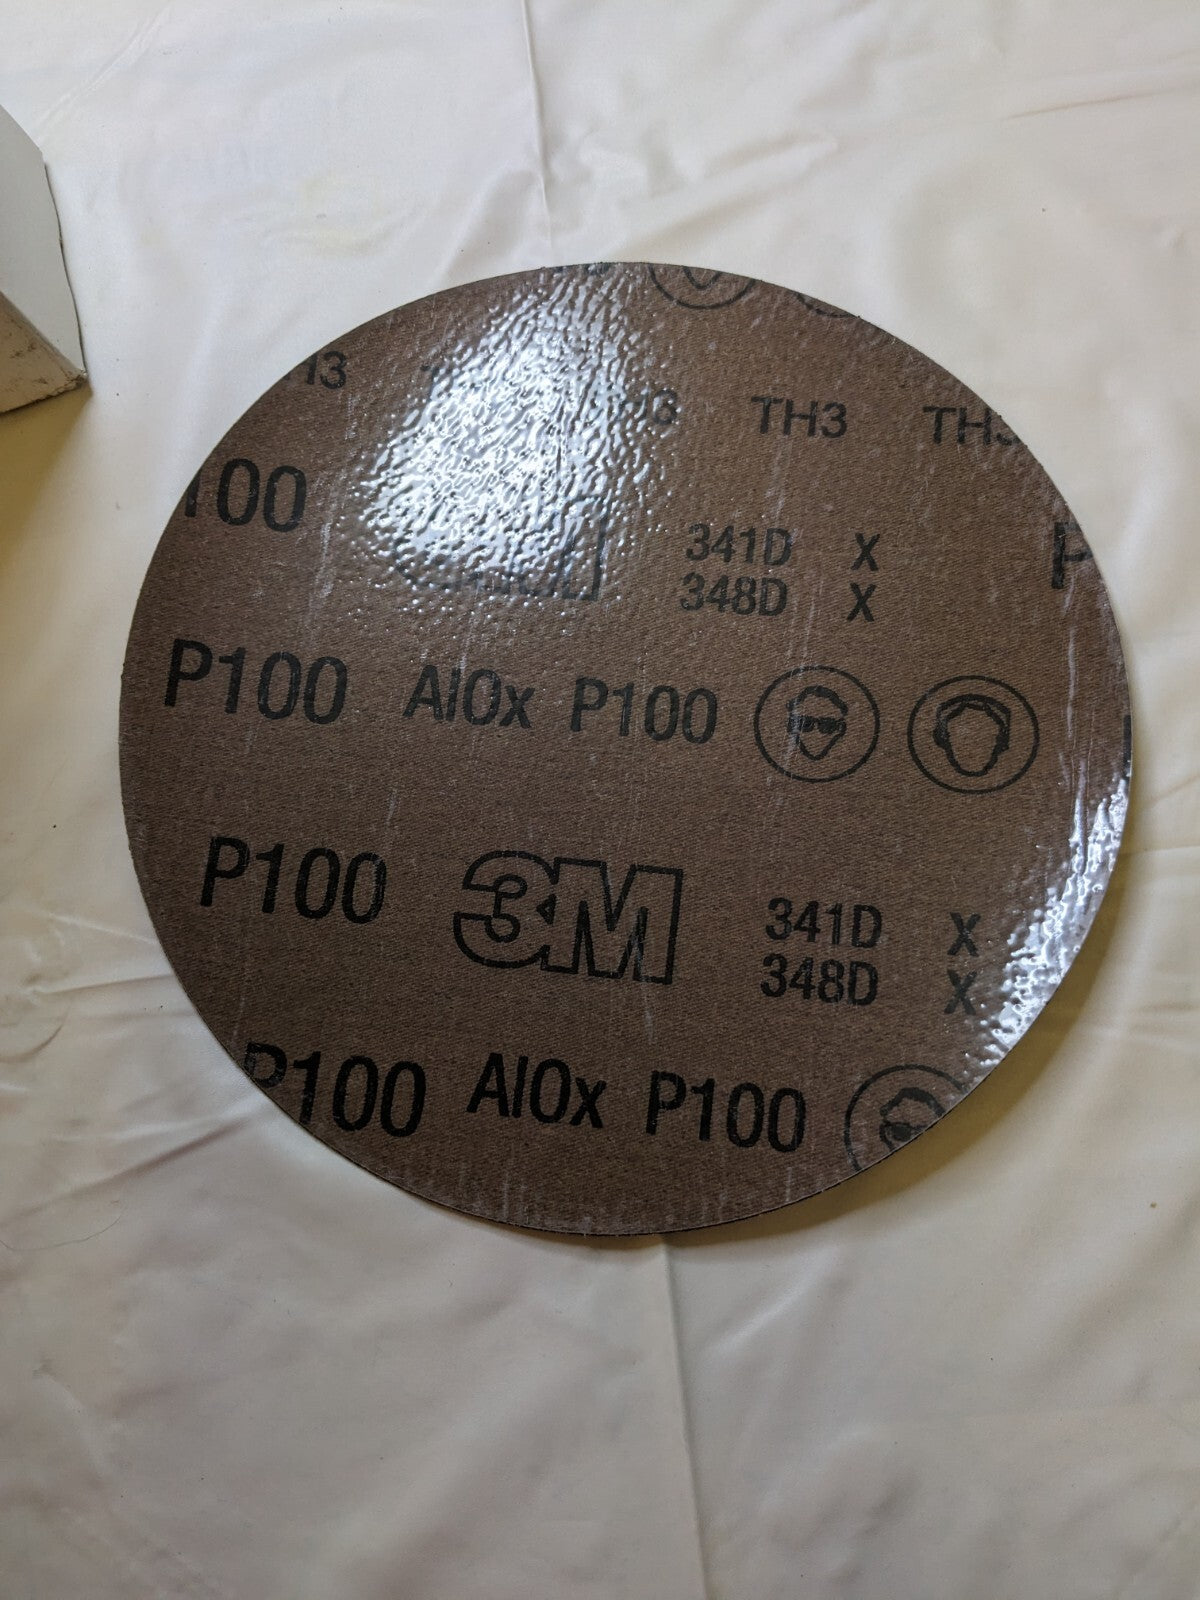 TH3 TH3
100
341D X
348D X
P100 AlOx P100
P100 3M
341D X
348D X
P100 AlOx P100